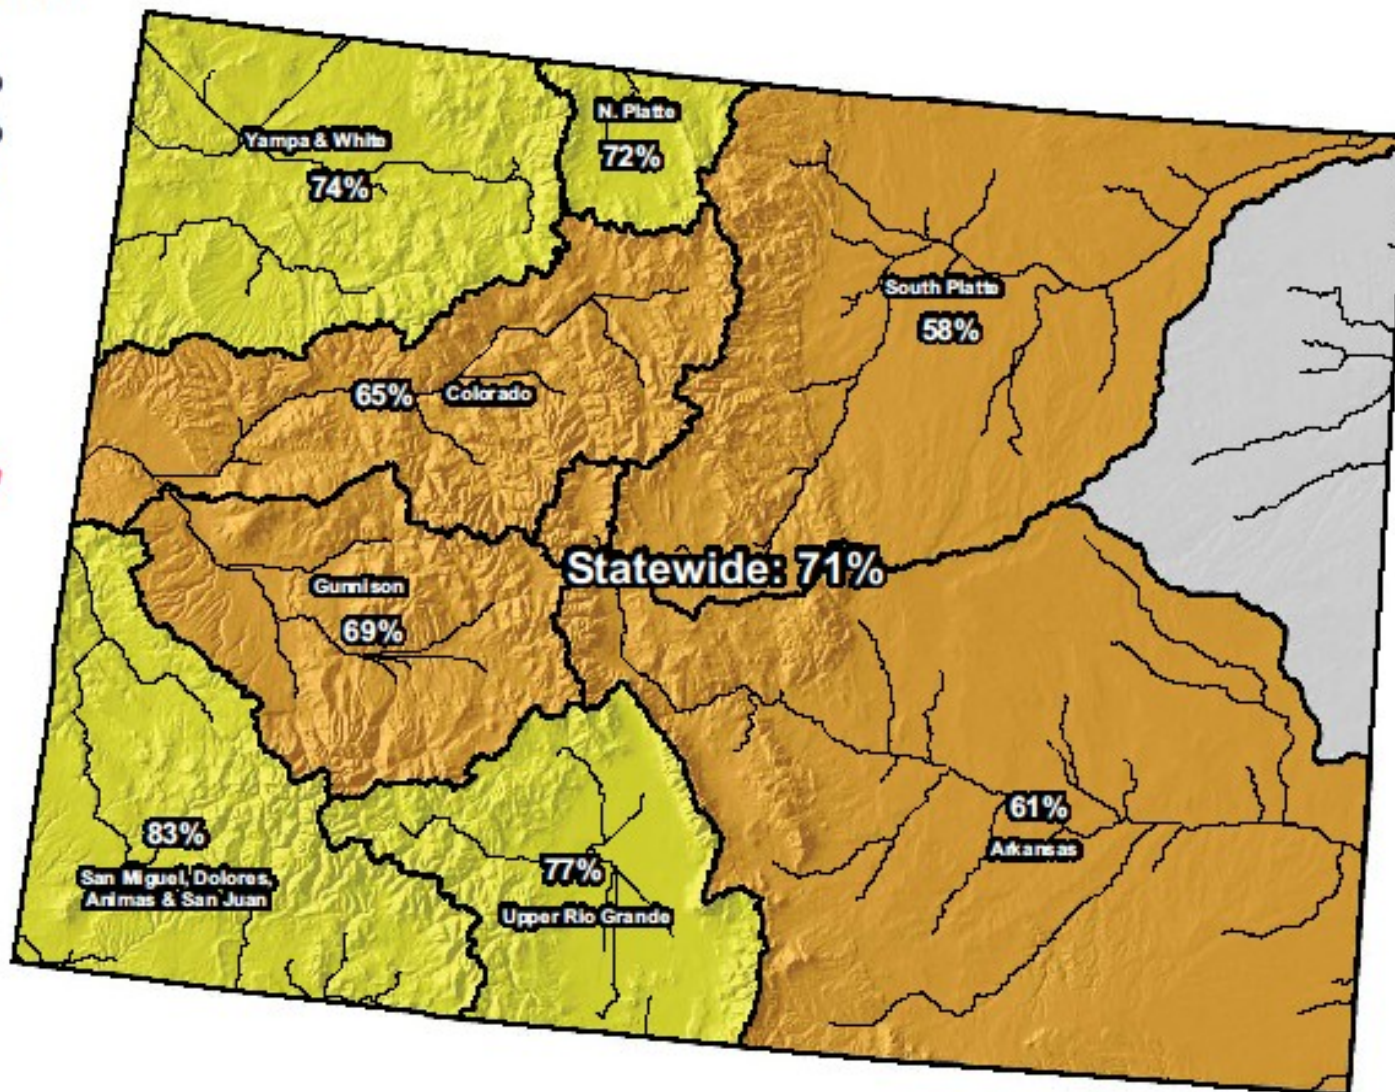 N. Platte
72%
Yampa & White
74%
South Platte
58%
65%
Colorado
Statewide: 71%
Gunnison
69%
83%
San Miguel, Dolores,
Animas & San Juan
77%
Upper Rio Grande
61%
Arkansas